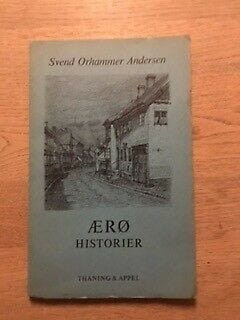 Svend Orhammer Andersen
ÆRØ
HISTORIER
THANING & APPEL